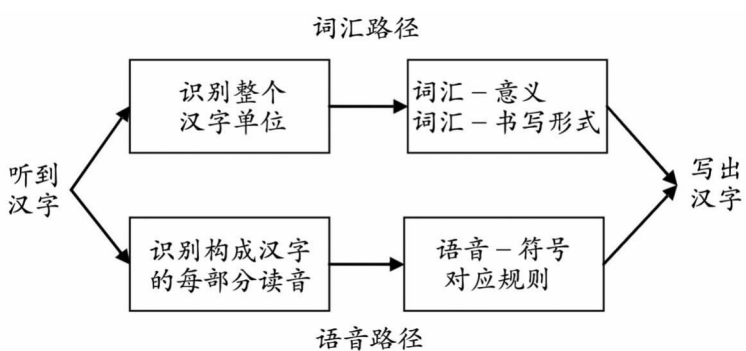 词汇路径
识别整个
汉字单位
词汇–意义
词汇–书写形式
听到
汉字
写出
汉字
识别构成汉字
的每部分读音
语音–符号
对应规则
语音路径